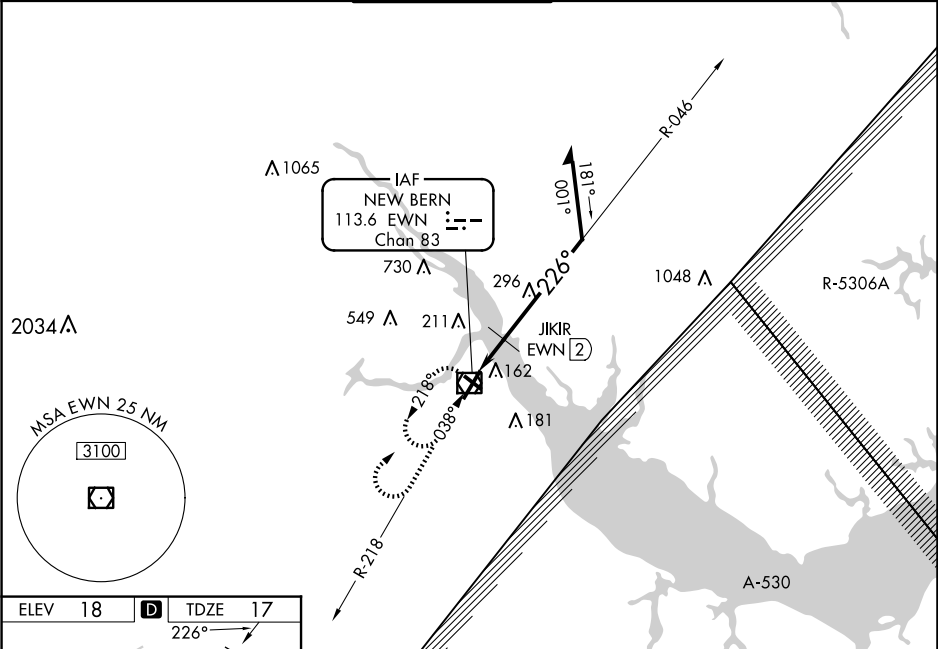 R-046
1065
IAF
NEW BERN
113.6 EWN
Chan 83
181°
001°
730
296
226°
1048
R-5306A
2034
549
211
JIKIR
EWN 2
162
218°
038°
181
MSA EWN 25 NM
3100
R-218
A-530
ELEV 18 D TDZE 17
226°